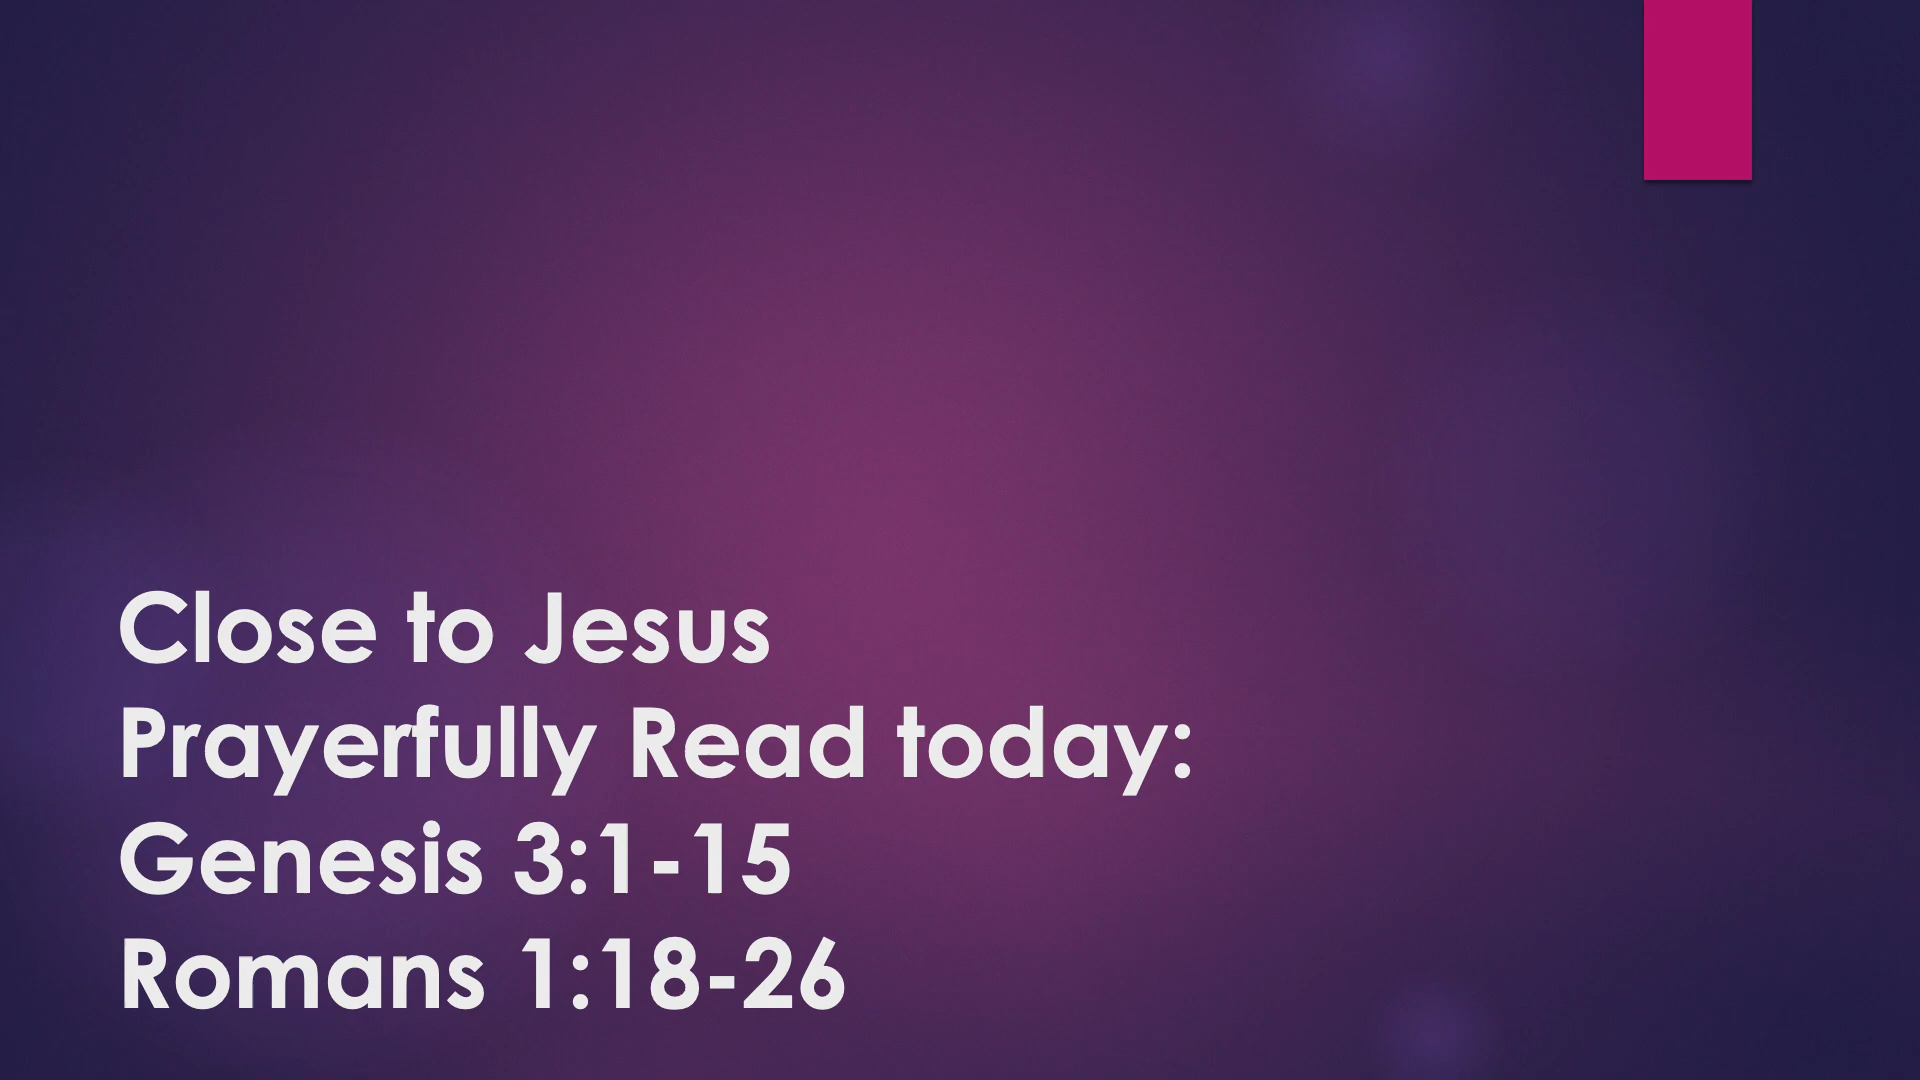 Close to Jesus
Prayerfully Read today:
Genesis 3:1-15
Romans 1:18-26